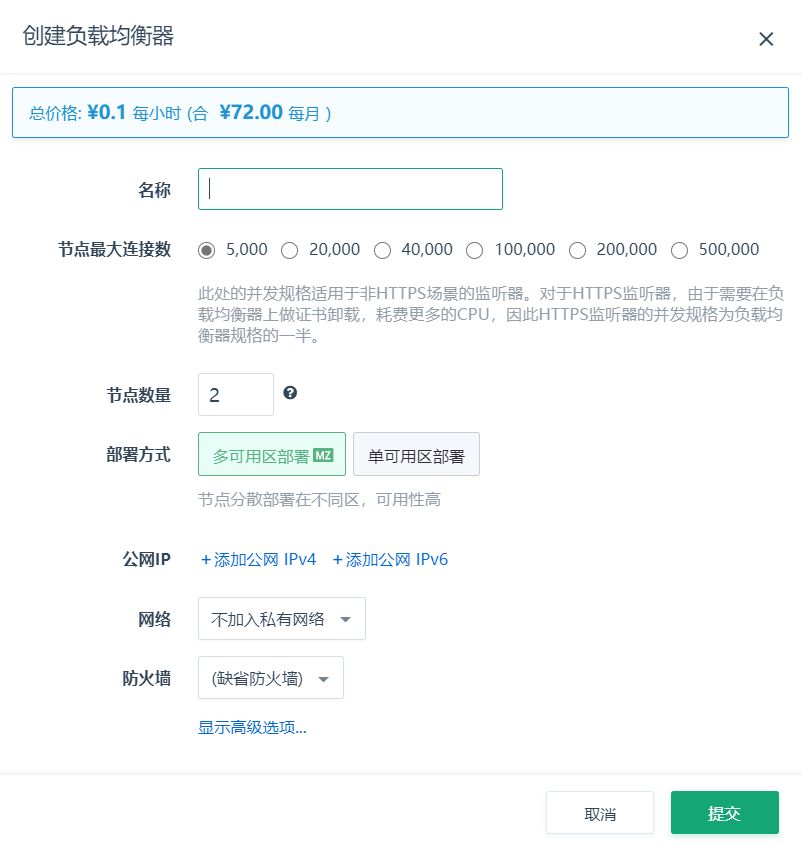 创建负载均衡器
总价格: ¥0.1 每小时 (合 ¥72.00 每月 )
名称
节点最大连接数 5,000 20,000 40,000 100,000 200,000 500,000
此处的并发规格适用于非HTTPS场景的监听器。对于HTTPS监听器，由于需要在负
载均衡器上做证书卸载，耗费更多的CPU，因此HTTPS监听器的并发规格为负载均
衡器规格的一半。
节点数量 2 ?
部署方式 多可用区部署 MZ 单可用区部署
节点分散部署在不同区，可用性高
公网IP +添加公网 IPv4 +添加公网 IPv6
网络 不加入私有网络
防火墙 (缺省防火墙)
显示高级选项...
取消 提交